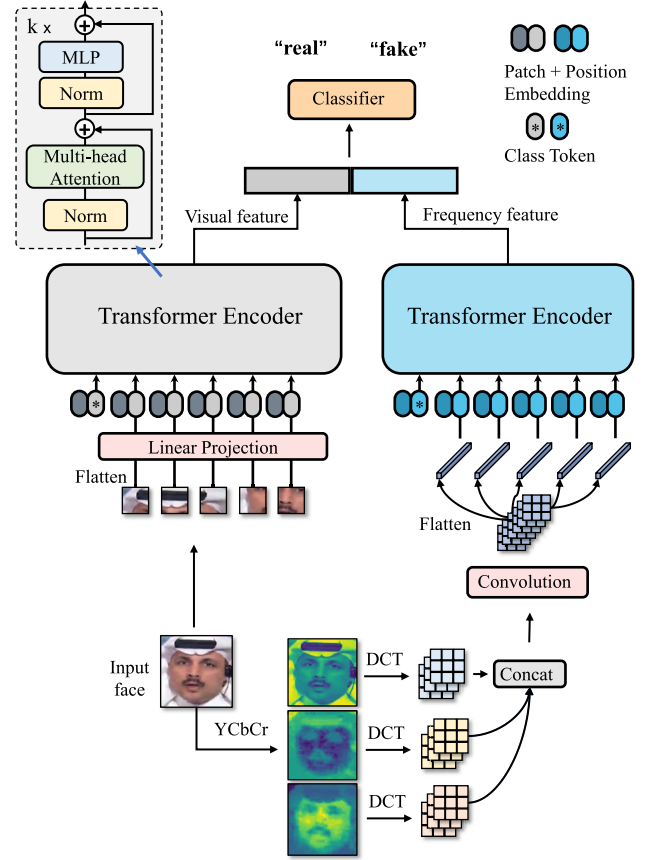 k ×
MLP
Norm
Multi-head
Attention
Norm
“real”
“fake”
Classifier
Patch + Position
Embedding
*
*
Class Token
Visual feature
Frequency feature
Transformer Encoder
Transformer Encoder
*
*
Linear Projection
Flatten
Flatten
Convolution
Input
face
YCbCr
DCT
DCT
DCT
Concat